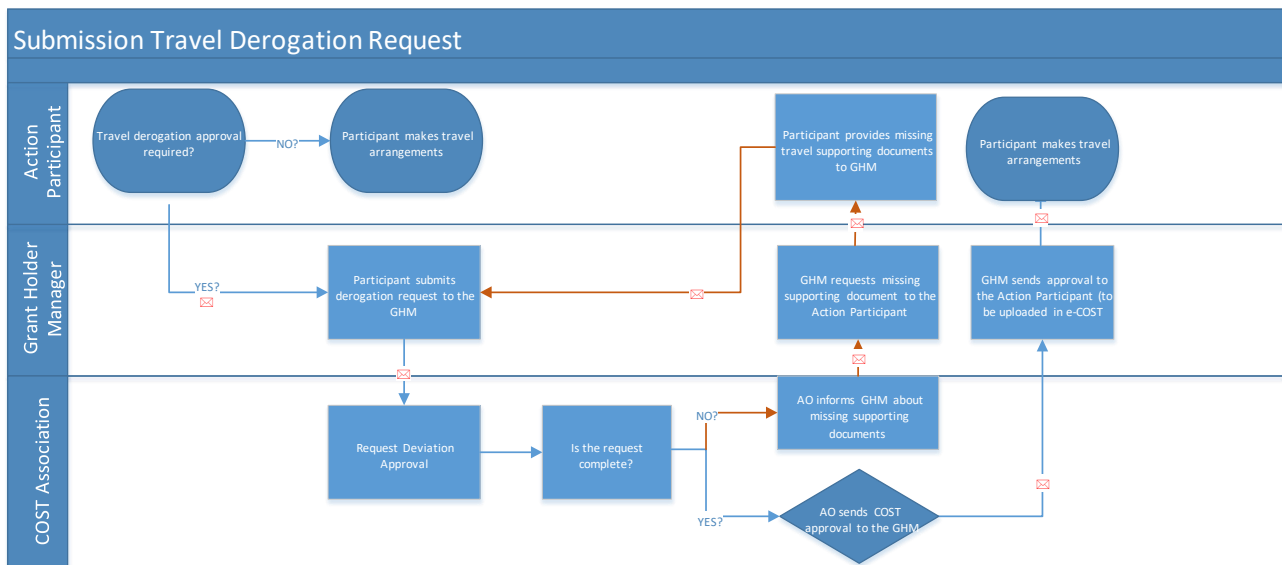 Submission Travel Derogation Request
Action
Participant
Travel derogation approval
required?
NO?
Participant makes travel
arrangements
Participant provides missing
travel supporting documents
to GHM
Participant makes travel
arrangements
Grant Holder
Manager
YES?
Participant submits
derogation request to the
GHM
GHM requests missing
supporting document to the
Action Participant
GHM sends approval to
the Action Participant (to
be uploaded in e-COST
COST Association
Request Deviation
Approval
Is the request
complete?
NO?
AO informs GHM about
missing supporting
documents
YES?
AO sends COST
approval to the GHM